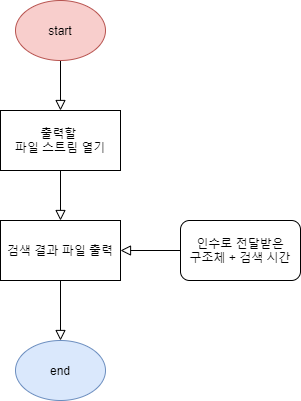 start
출력할
파일 스트림 열기
검색 결과 파일 출력
인수로 전달받은
구조체 + 검색 시간
end